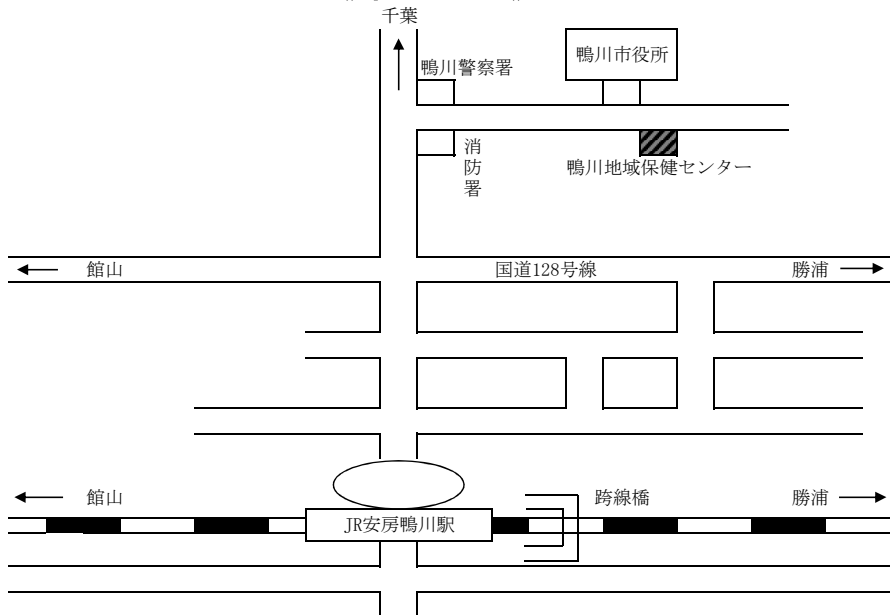 千葉
鴨川警察署
鴨川市役所
消防署
鴨川地域保健センター
館山
国道128号線
勝浦
館山
跨線橋
勝浦
JR安房鴨川駅